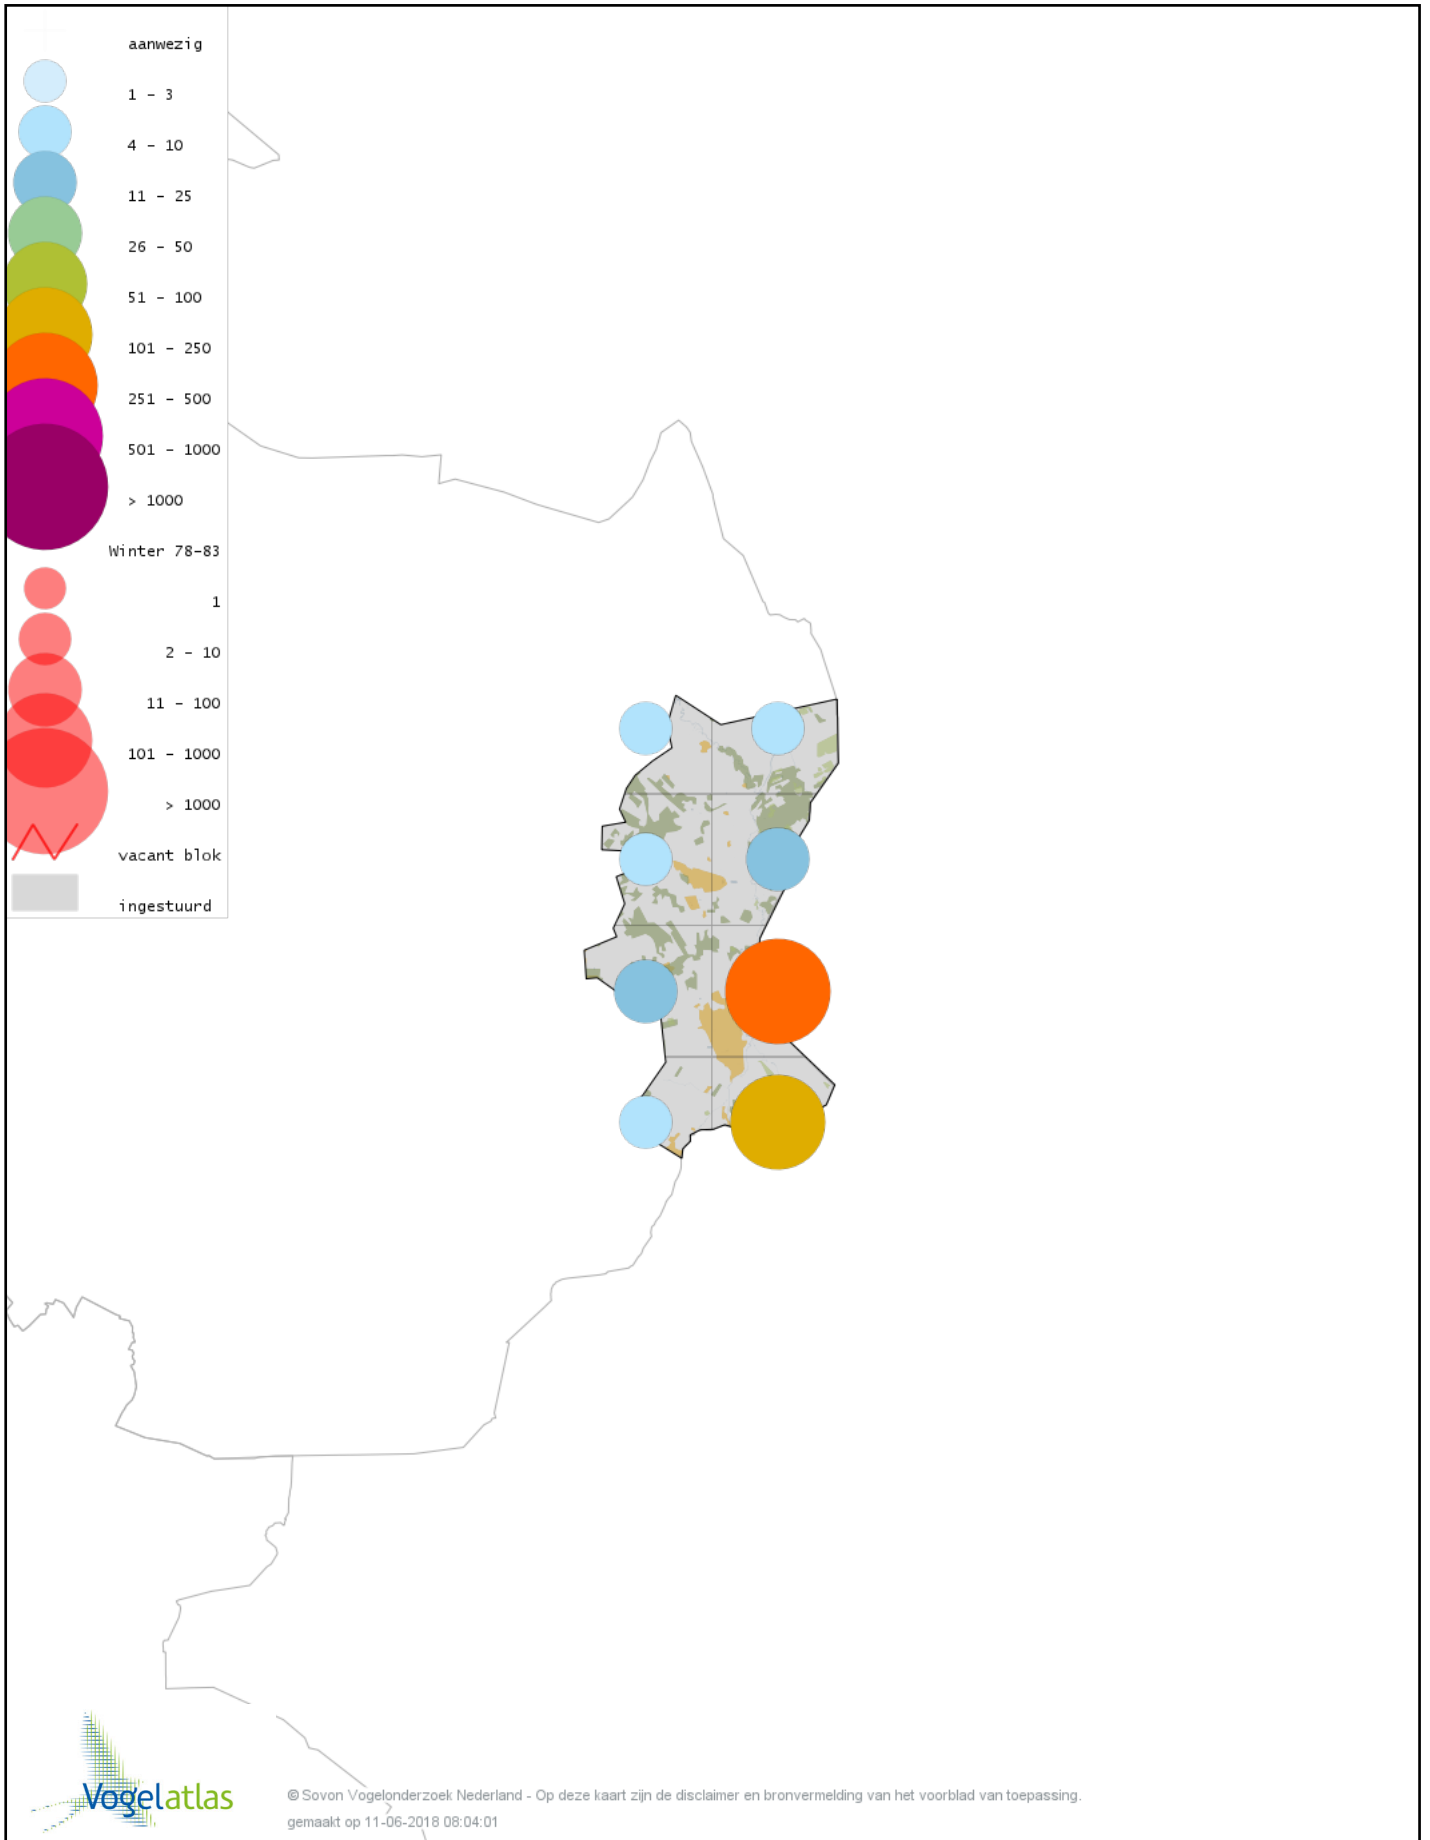 aanwezig
1 - 3
4 - 10
11 - 25
26 - 50
51 - 100
101 - 250
251 - 500
501 - 1000
> 1000
Winter 78-83
1
2 - 10
11 - 100
101 - 1000
> 1000
vacant blok
ingestuurd
Vogelatlas
© Sovon Vogelonderzoek Nederland - Op deze kaart zijn de disclaimer en bronvermelding van het voorblad van toepassing.
gemaakt op 11-06-2018 08:04:01